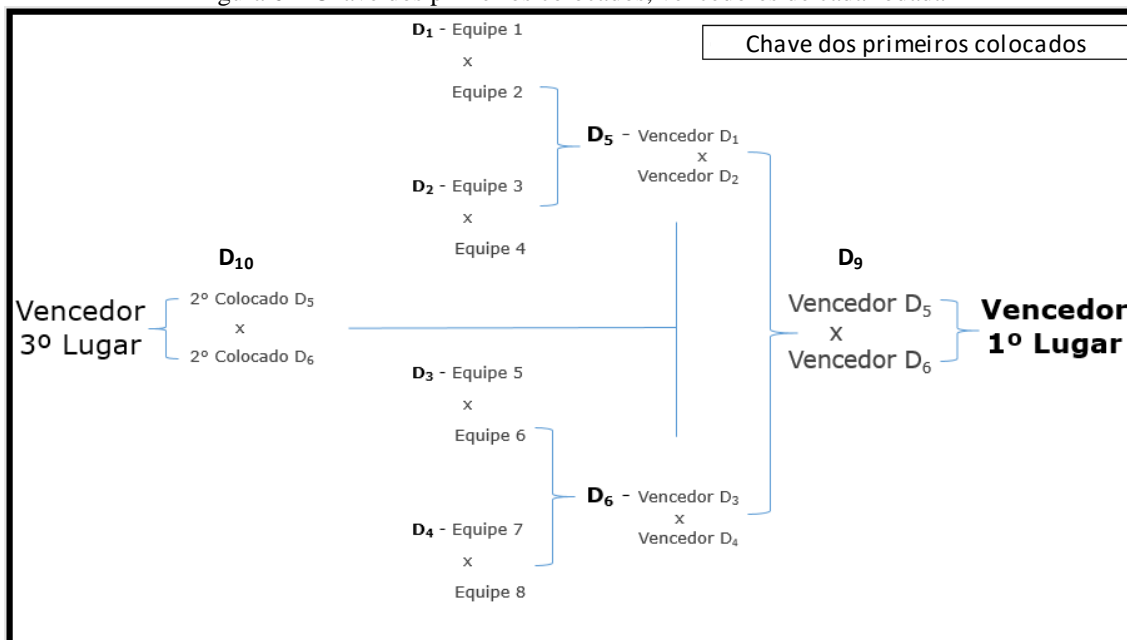 Chave dos primeiros colocados
D₁ - Equipe 1
x
Equipe 2
D₂ - Equipe 3
x
Equipe 4
D₃ - Equipe 5
x
Equipe 6
D₄ - Equipe 7
x
Equipe 8
D₅ - Vencedor D₁
x
Vencedor D₂
D₆ - Vencedor D₃
x
Vencedor D₄
D₉
Vencedor D₅
x
Vencedor D₆
Vencedor
1º Lugar
D₁₀
2º Colocado D₅
x
2º Colocado D₆
Vencedor
3º Lugar